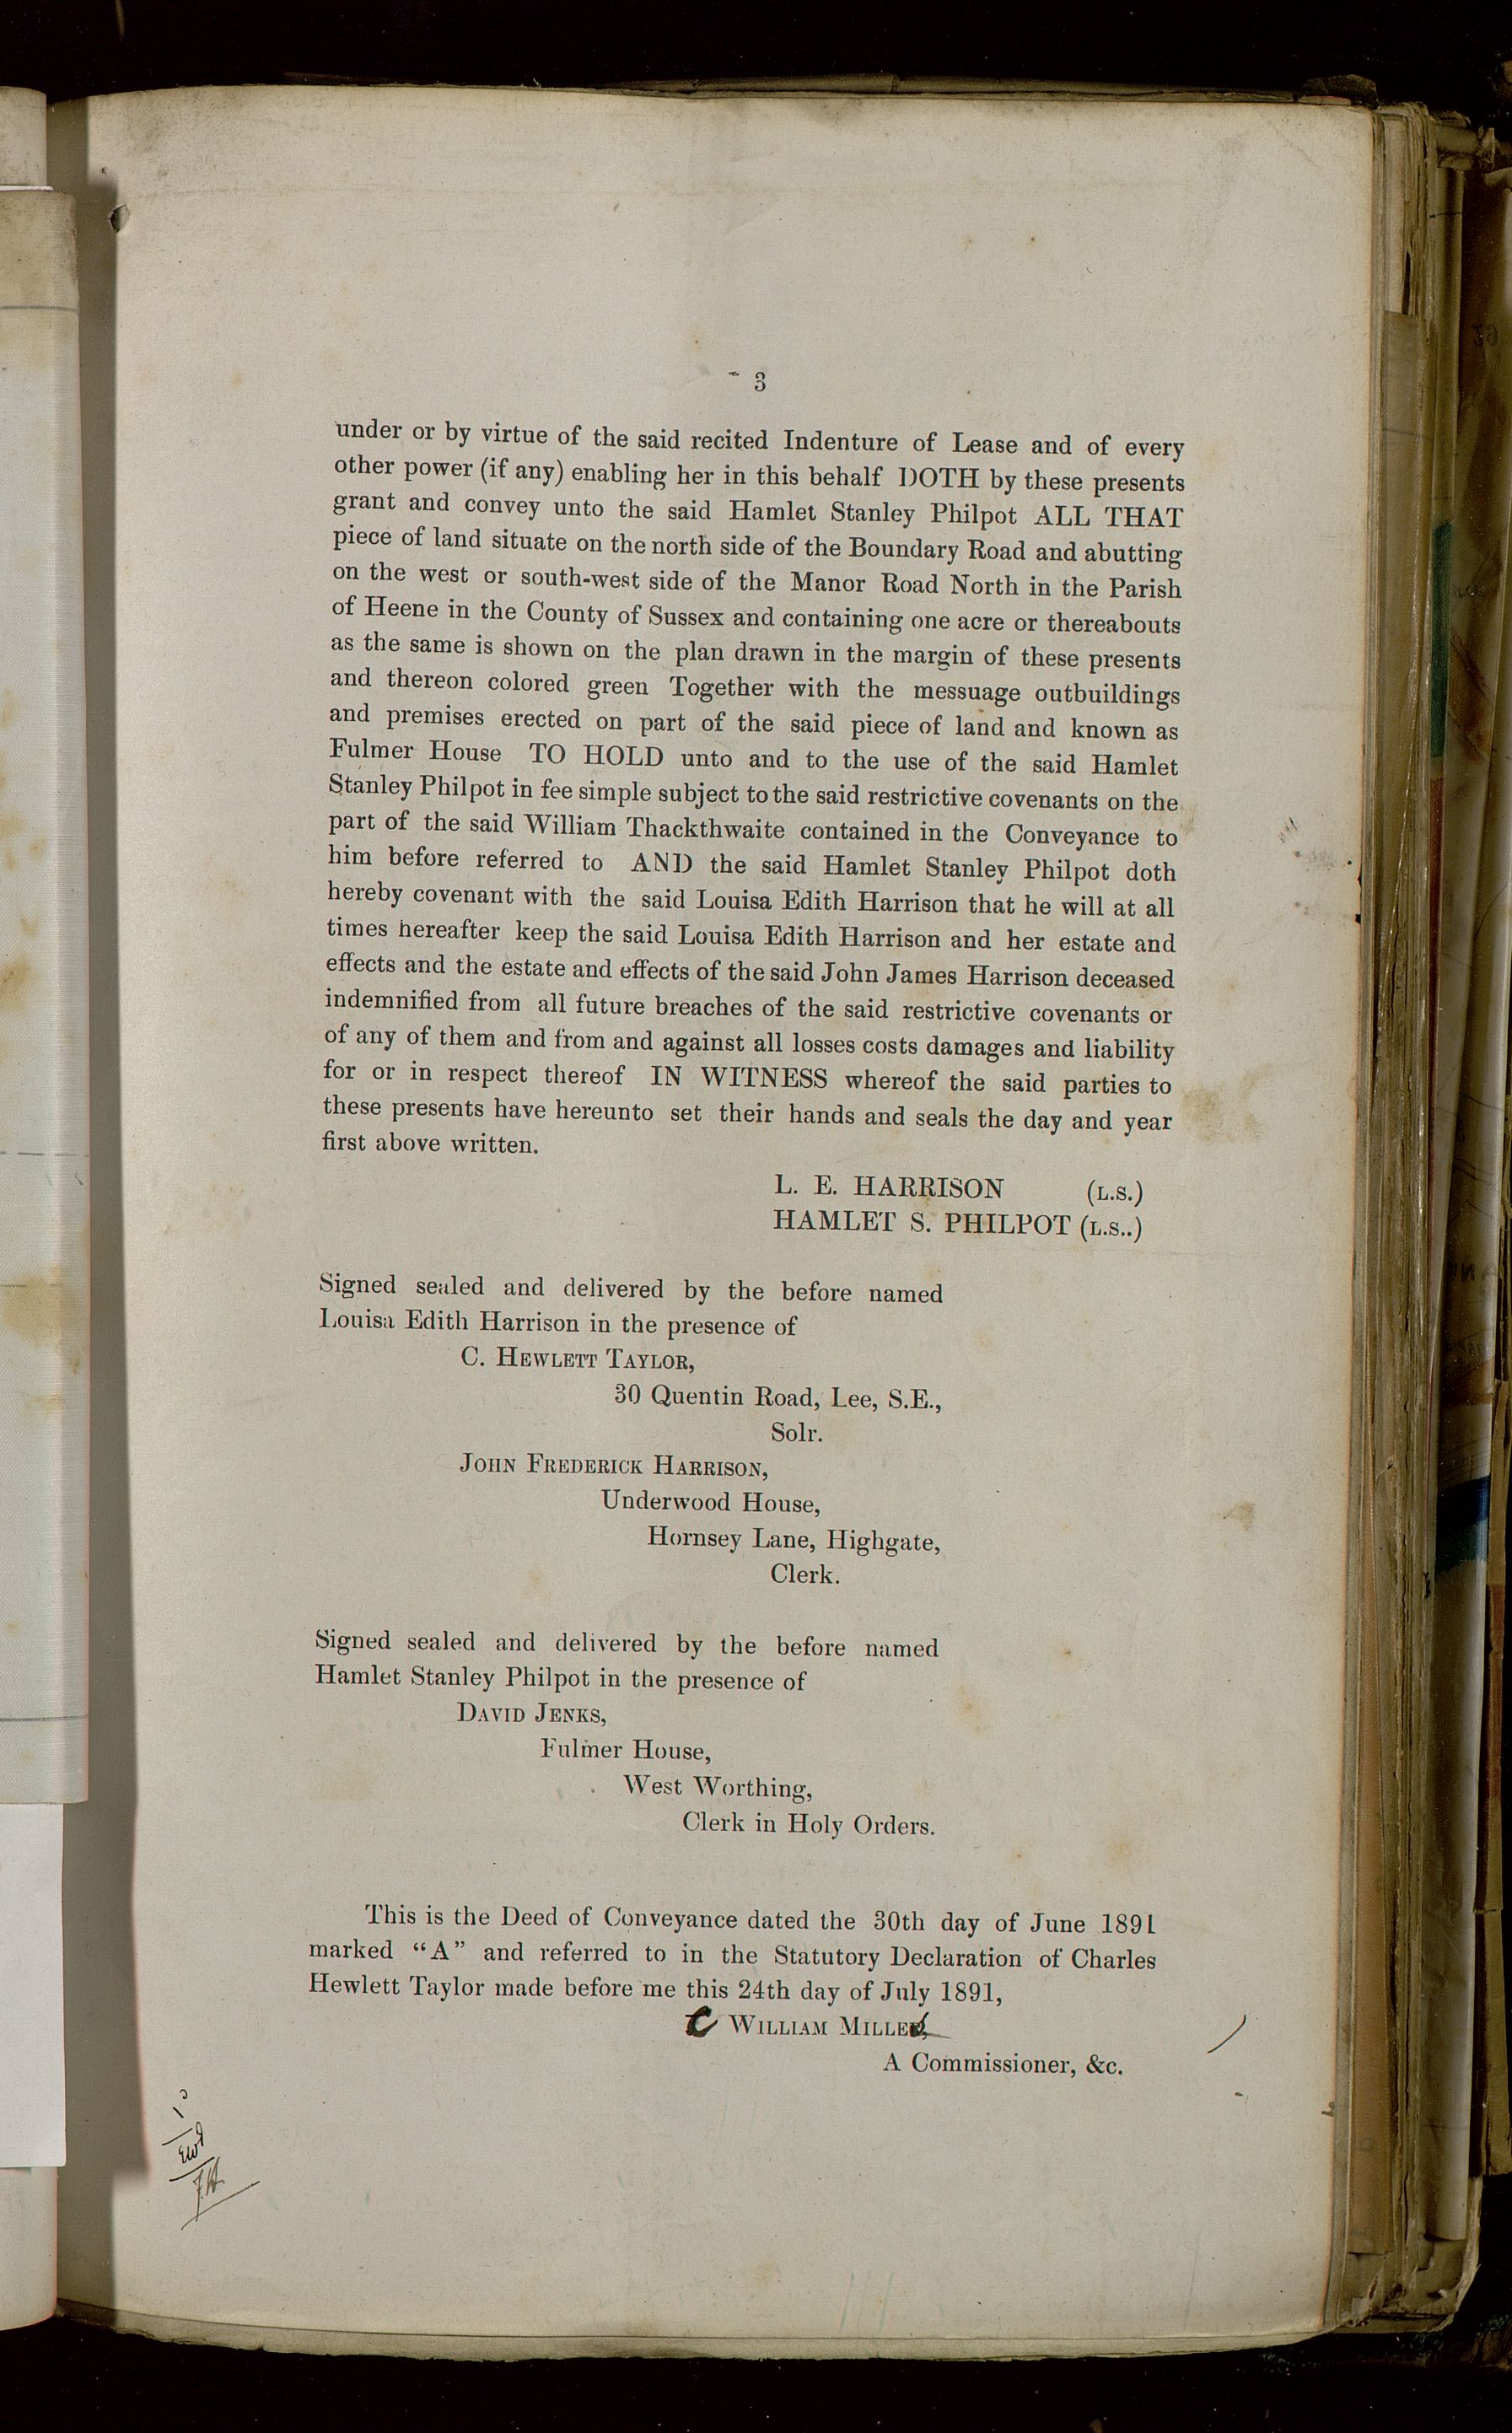 3
under or by virtue of the said recited Indenture of Lease and of every
other power (if any) enabling her in this behalf DOTH by these presents
grant and convey unto the said Hamlet Stanley Philpot ALL THAT
piece of land situate on the north side of the Boundary Road and abutting
on the west or south-west side of the Manor Road North in the Parish
of Heene in the County of Sussex and containing one acre or thereabouts
as the same is shown on the plan drawn in the margin of these presents
and thereon colored green Together with the messuage outbuildings
and premises erected on part of the said piece of land and known as
Fulmer House TO HOLD unto and to the use of the said Hamlet
Stanley Philpot in fee simple subject to the said restrictive covenants on the
part of the said William Thackthwaite contained in the Conveyance to
him before referred to AND the said Hamlet Stanley Philpot doth
hereby covenant with the said Louisa Edith Harrison that he will at all
times hereafter keep the said Louisa Edith Harrison and her estate and
effects and the estate and effects of the said John James Harrison deceased
indemnified from all future breaches of the said restrictive covenants or
of any of them and from and against all losses costs damages and liability
for or in respect thereof IN WITNESS whereof the said parties to
these presents have hereunto set their hands and seals the day and year
first above written.
L. E. HARRISON (L.S.)
HAMLET S. PHILPOT (L.S..)
Signed sealed and delivered by the before named
Louisa Edith Harrison in the presence of
C. HEWLETT TAYLOR,
30 Quentin Road, Lee, S.E.,
Solr.
JOHN FREDERICK HARRISON,
Underwood House,
Hornsey Lane, Highgate,
Clerk.
Signed sealed and delivered by the before named
Hamlet Stanley Philpot in the presence of
DAVID JENKS,
Fulmer House,
West Worthing,
Clerk in Holy Orders.
This is the Deed of Conveyance dated the 30th day of June 1891
marked “A” and referred to in the Statutory Declaration of Charles
Hewlett Taylor made before me this 24th day of July 1891,
C WILLIAM MILLE
A Commissioner, &c.